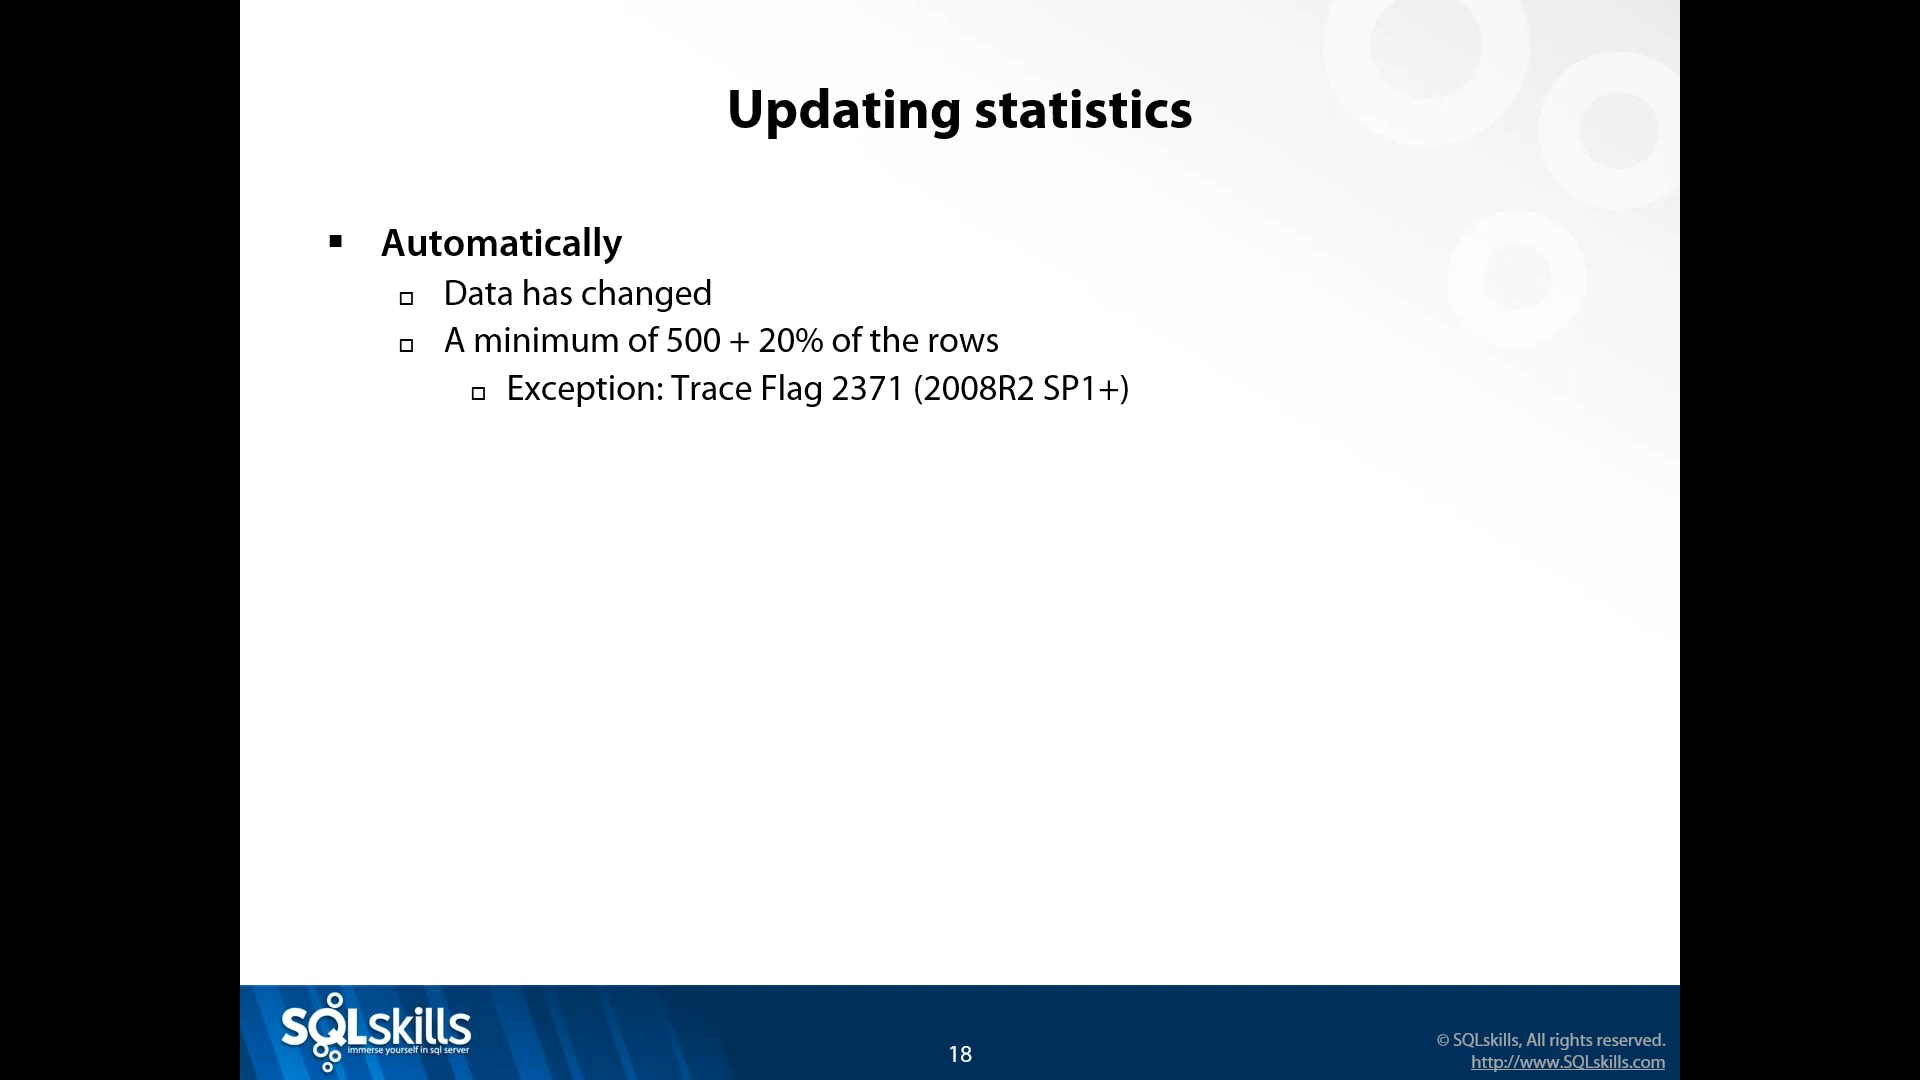 Updating statistics
Automatically
Data has changed
A minimum of 500 + 20% of the rows
Exception: Trace Flag 2371 (2008R2 SP1+)
SQLskills
immerse yourself in sql server
18
© SQLskills, All rights reserved.
http://www.SQLskills.com